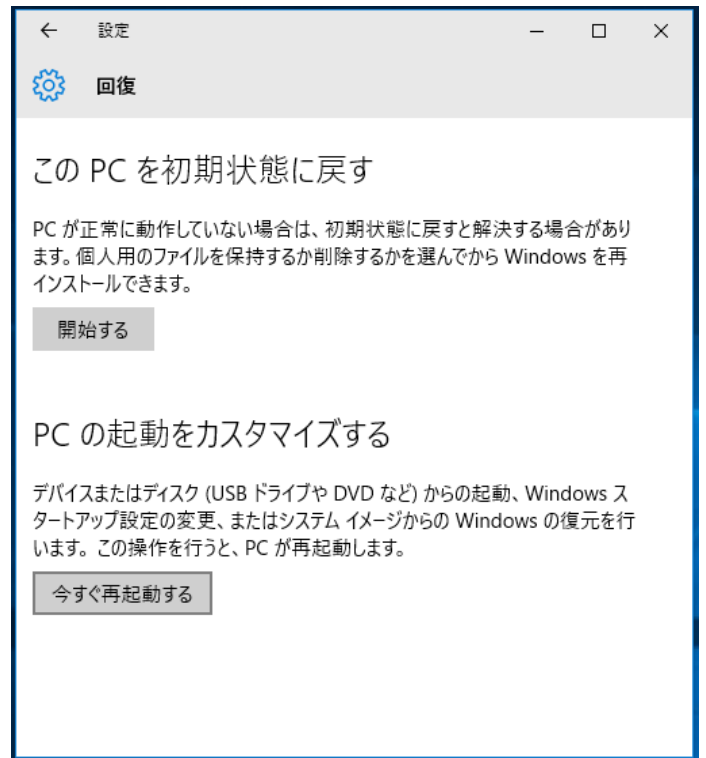 設定
回復
この PC を初期状態に戻す
PC が正常に動作していない場合は、初期状態に戻すと解決する場合があり
ます。個人用のファイルを保持するか削除するかを選んでから Windows を再
インストールできます。
開始する
PC の起動をカスタマイズする
デバイスまたはディスク (USB ドライブや DVD など) からの起動、Windows ス
タートアップ設定の変更、またはシステム イメージからの Windows の復元を行
います。この操作を行うと、PC が再起動します。
今すぐ再起動する